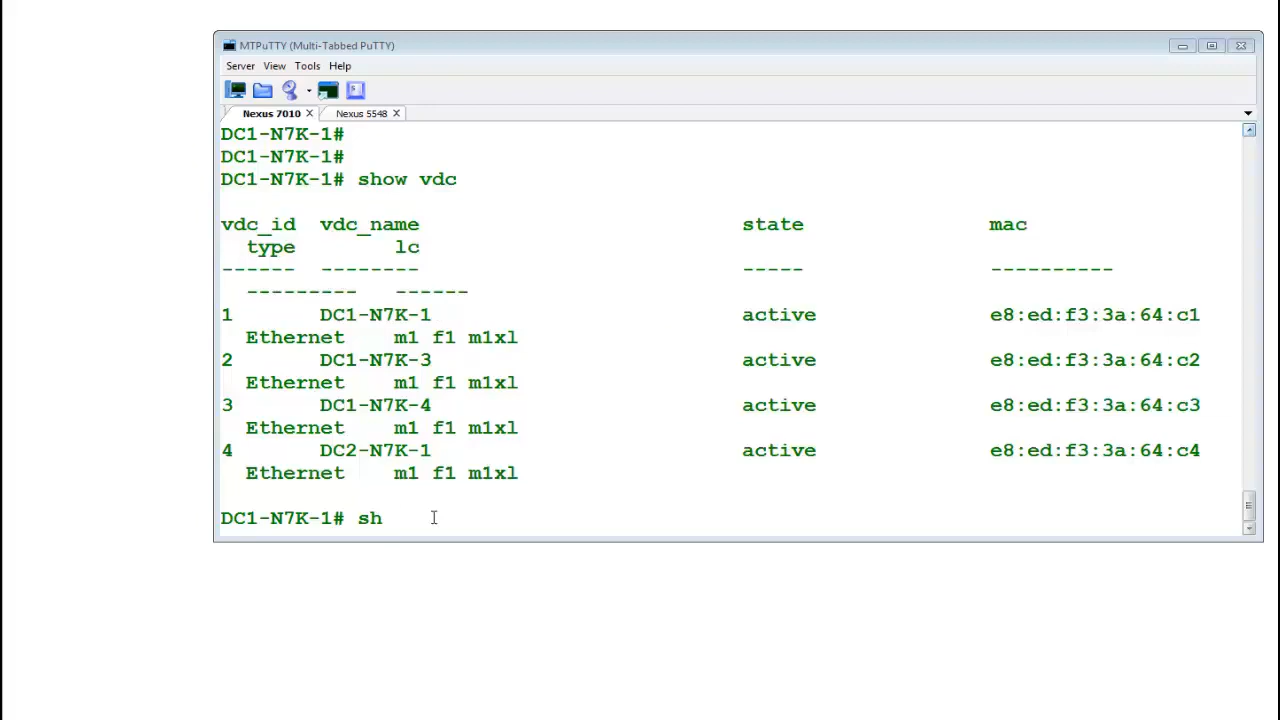 MTPuTTY (Multi-Tabbed PuTTY)
Server View Tools Help
Nexus 7010 Nexus 5548
DC1-N7K-1#
DC1-N7K-1#
DC1-N7K-1# show vdc
vdc_id vdc_name state mac
type lc
------ -------- ----- ----------
--------- ------
1 DC1-N7K-1 active e8:ed:f3:3a:64:c1
Ethernet m1 f1 m1xl
2 DC1-N7K-3 active e8:ed:f3:3a:64:c2
Ethernet m1 f1 m1xl
3 DC1-N7K-4 active e8:ed:f3:3a:64:c3
Ethernet m1 f1 m1xl
4 DC2-N7K-1 active e8:ed:f3:3a:64:c4
Ethernet m1 f1 m1xl
DC1-N7K-1# sh